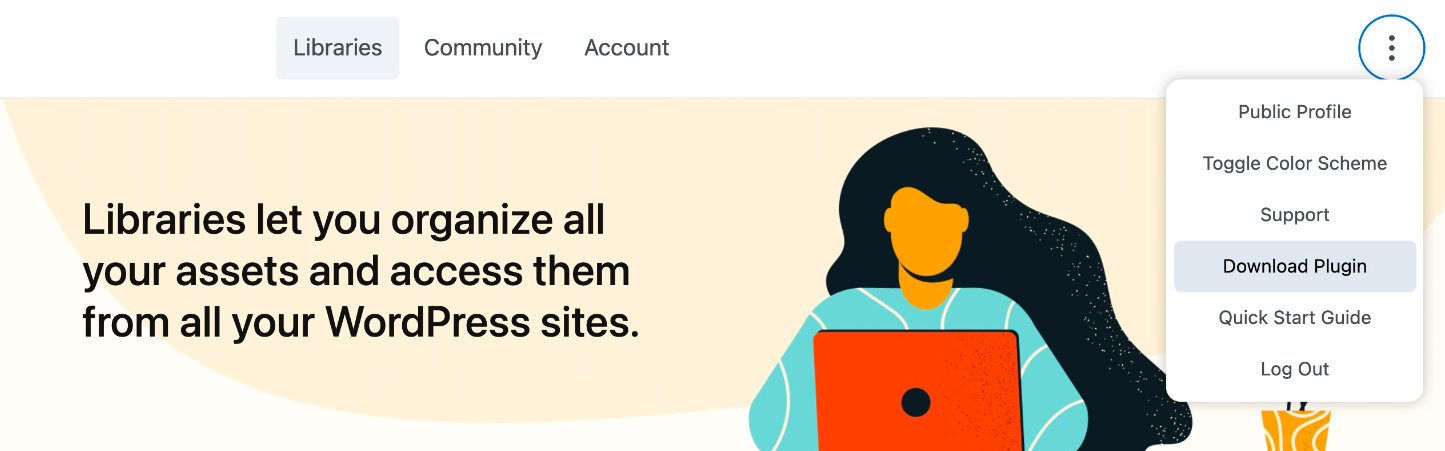 Libraries
Community
Account
Public Profile
Toggle Color Scheme
Support
Download Plugin
Quick Start Guide
Log Out
Libraries let you organize all
your assets and access them
from all your WordPress sites.